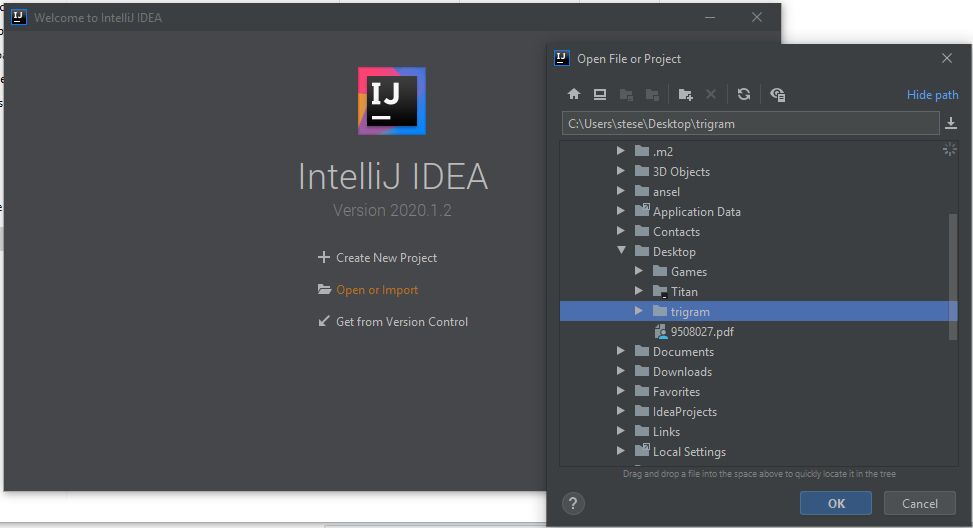 IJ
Welcome to IntelliJ IDEA
IJ
IntelliJ IDEA
Version 2020.1.2
Create New Project
Open or Import
Get from Version Control
IJ
Open File or Project
Hide path
C:\Users\stese\Desktop\trigram
.m2
3D Objects
ansel
Application Data
Contacts
Desktop
Games
Titan
trigram
9508027.pdf
Documents
Downloads
Favorites
IdeaProjects
Links
Local Settings
Drag and drop a file into the space above to quickly locate it in the tree
?
OK
Cancel